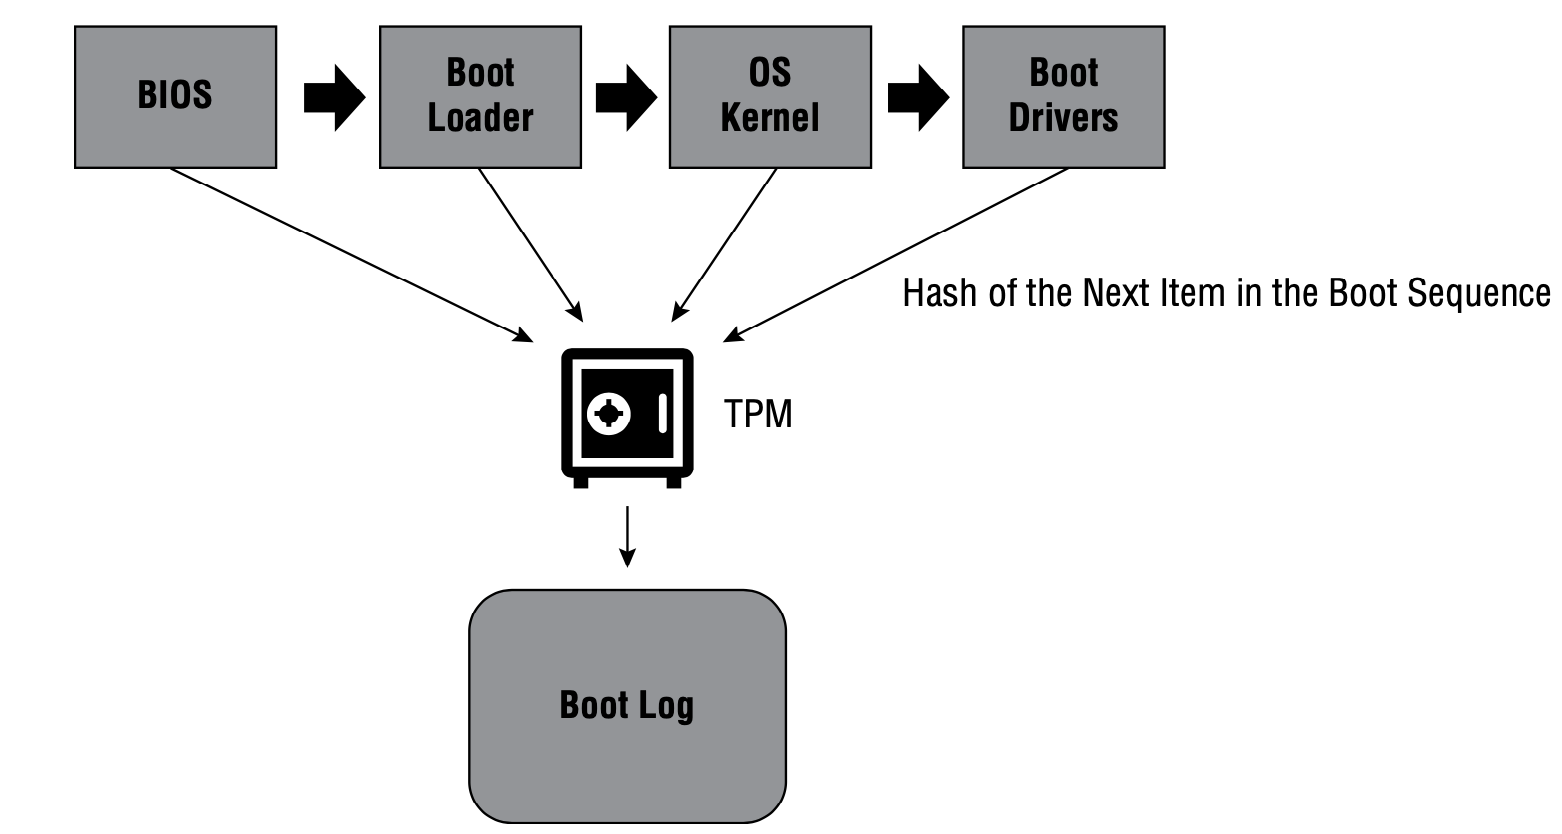 BIOS
Boot
Loader
OS
Kernel
Boot
Drivers
Hash of the Next Item in the Boot Sequence
TPM
Boot Log